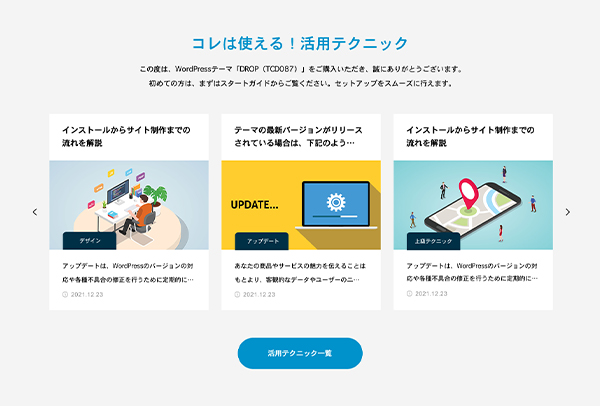 コレは使える！活用テクニック
この度は、WordPressテーマ「DROP（TCD087）」をご購入いただき、誠にありがとうございます。
初めての方は、まずはスタートガイドからご覧ください。セットアップをスムーズに行えます。
インストールからサイト制作までの
流れを解説
デザイン
アップデートは、WordPressのバージョンの対
応や各種不具合の修正を行うために定期的に…
2021.12.23
テーマの最新バージョンがリリース
されている場合は、下記のよう…
UPDATE...
アップデート
あなたの商品やサービスの魅力を伝えることは
もとより、客観的なデータやユーザーのニ…
2021.12.23
インストールからサイト制作までの
流れを解説
上級テクニック
アップデートは、WordPressのバージョンの対
応や各種不具合の修正を行うために定期的に…
2021.12.23
活用テクニック一覧